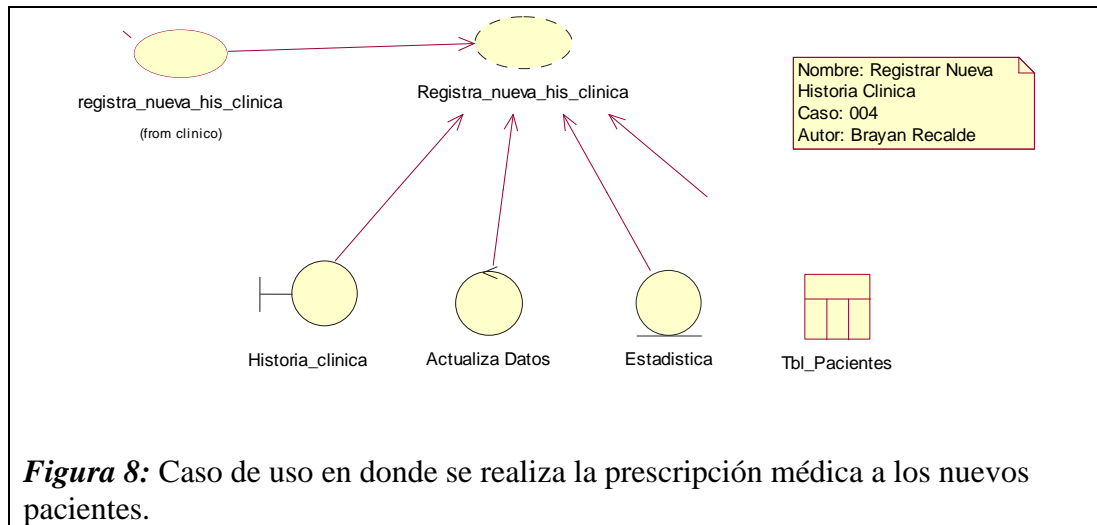 registra_nueva_his_clinica
(from clinico)
Registra_nueva_his_clinica
Nombre: Registrar Nueva
Historia Clinica
Caso: 004
Autor: Brayan Recalde
Historia_clinica
Actualiza Datos
Estadistica
Tbl_Pacientes
Figura 8: Caso de uso en donde se realiza la prescripción médica a los nuevos
pacientes.